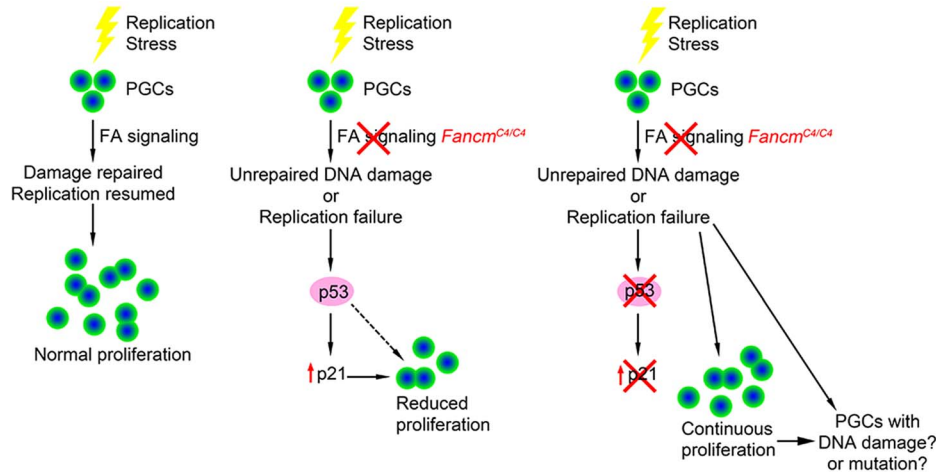 Replication
Stress
PGCs
FA signaling
Damage repaired
Replication resumed
Normal proliferation
Replication
Stress
PGCs
FA signaling Fancm^C4/C4
Unrepaired DNA damage
or
Replication failure
p53
p21
Reduced
proliferation
Replication
Stress
PGCs
FA signaling Fancm^C4/C4
Unrepaired DNA damage
or
Replication failure
p53
p21
Continuous
proliferation
PGCs with
DNA damage?
or mutation?